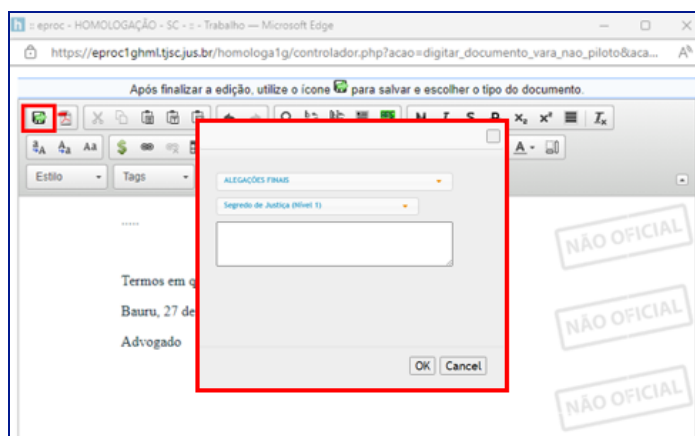 :: eproc - HOMOLOGAÇÃO - SC - :: - Trabalho — Microsoft Edge
https://eproc1ghml.tjsc.jus.br/homologa1g/controlador.php?acao=digitar_documento_vara_nao_piloto&aca...
Após finalizar a edição, utilize o ícone para salvar e escolher o tipo do documento.
Estilo
Tags
ALEGAÇÕES FINAIS
Segredo de Justiça (Nível 1)
.....
Termos em q
Bauru, 27 de
Advogado
OK Cancel
NÃO OFICIAL
NÃO OFICIAL
NÃO OFICIAL